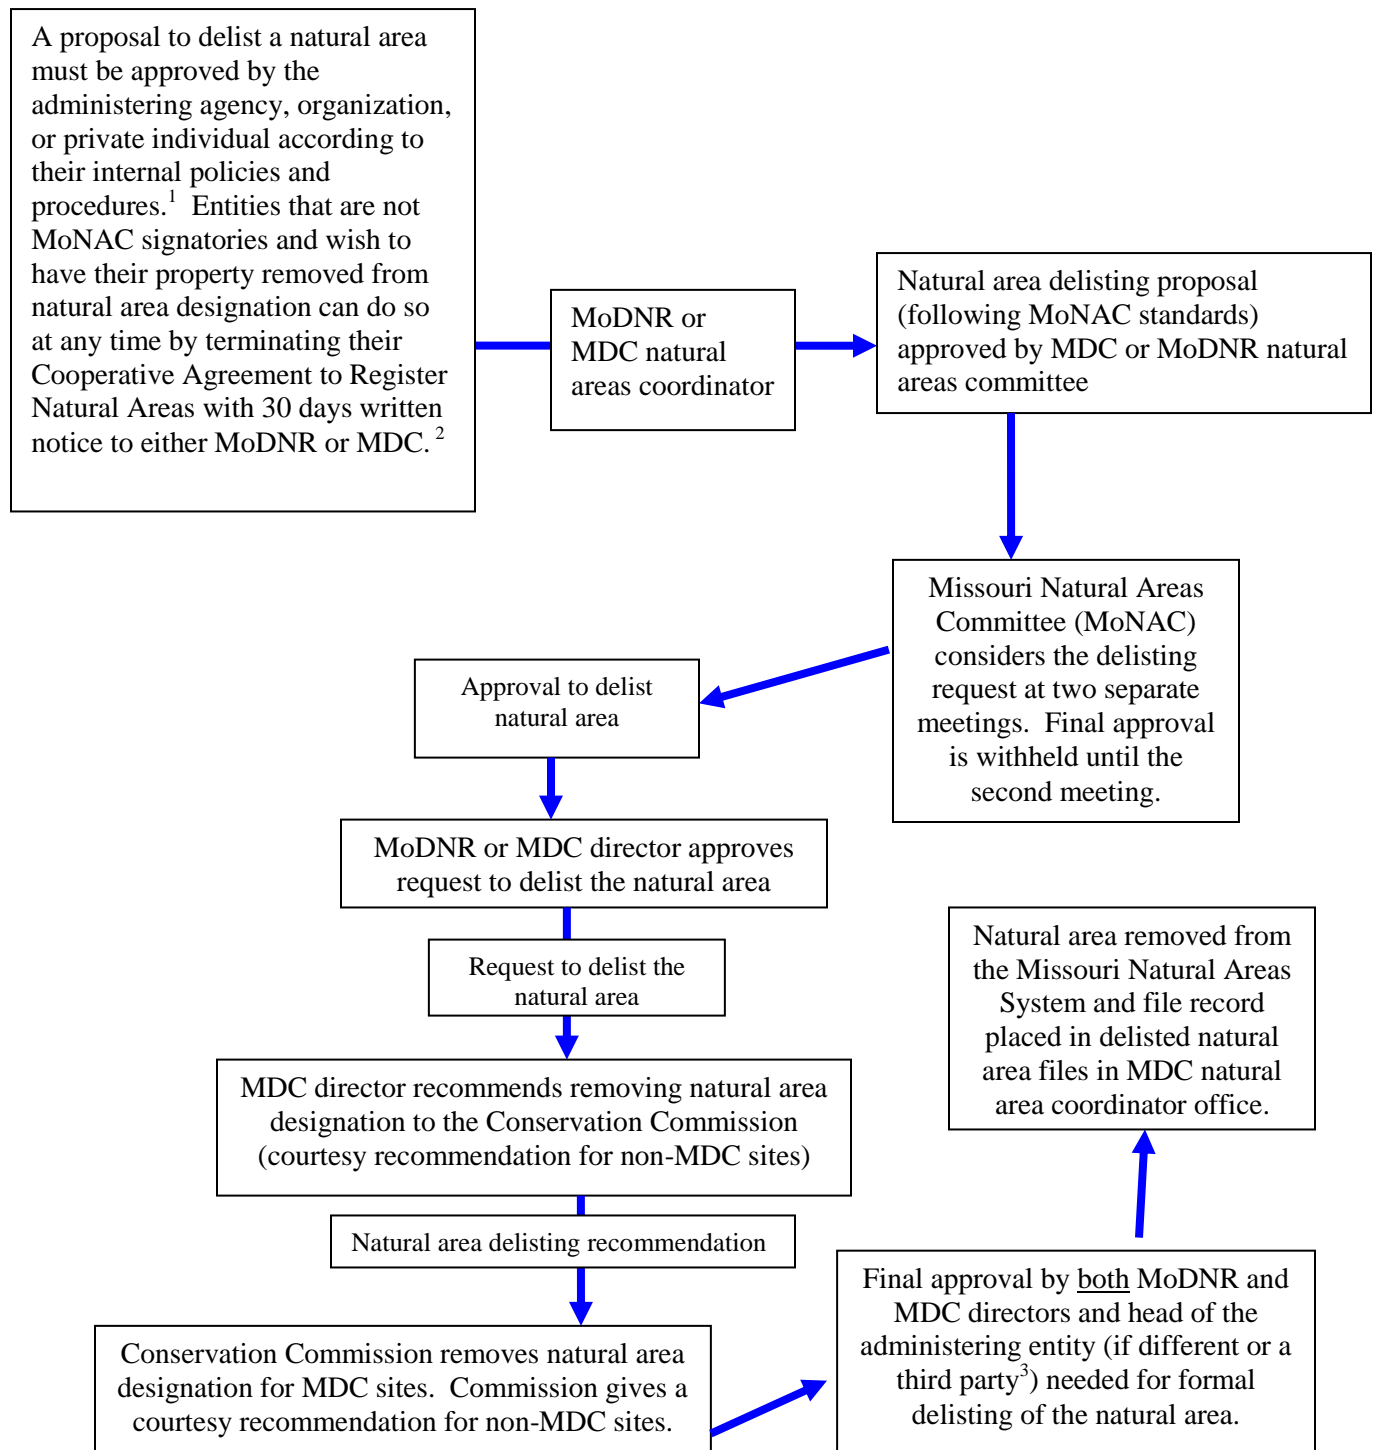 A proposal to delist a natural area
must be approved by the
administering agency, organization,
or private individual according to
their internal policies and
procedures.1  Entities that are not
MoNAC signatories and wish to
have their property removed from
natural area designation can do so
at any time by terminating their
Cooperative Agreement to Register
Natural Areas with 30 days written
notice to either MoDNR or MDC. 2
MoDNR or
MDC natural
areas coordinator
Natural area delisting proposal
(following MoNAC standards)
approved by MDC or MoDNR natural
areas committee
Missouri Natural Areas
Committee (MoNAC)
considers the delisting
request at two separate
meetings.  Final approval
is withheld until the
second meeting.
Approval to delist
natural area
MoDNR or MDC director approves
request to delist the natural area
Request to delist the
natural area
MDC director recommends removing natural area
designation to the Conservation Commission
(courtesy recommendation for non-MDC sites)
Natural area delisting recommendation
Conservation Commission removes natural area
designation for MDC sites.  Commission gives a
courtesy recommendation for non-MDC sites.
Final approval by both MoDNR and
MDC directors and head of the
administering entity (if different or a
third party3) needed for formal
delisting of the natural area.
Natural area removed from
the Missouri Natural Areas
System and file record
placed in delisted natural
area files in MDC natural
area coordinator office.